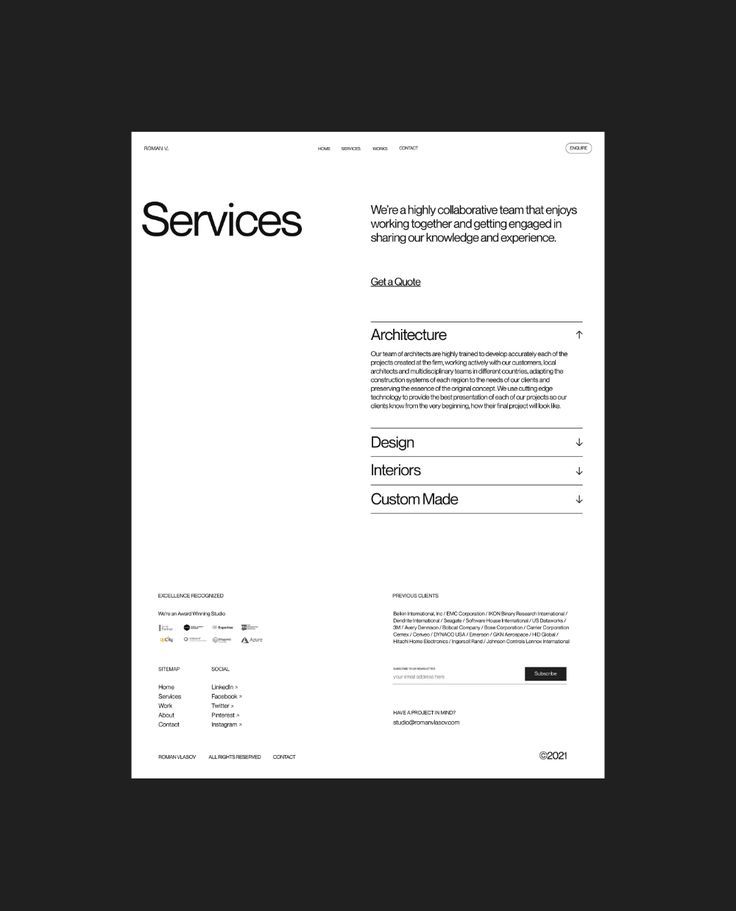 ROMAN V.
HOME SERVICES WORKS CONTACT
ENQUIRE
Services
We're a highly collaborative team that enjoys
working together and getting engaged in
sharing our knowledge and experience.
Get a Quote
Architecture ↑
Our team of architects are highly trained to develop accurately each of the
projects created at the firm, working actively with our customers, local
architects and multidisciplinary teams in different countries, adapting the
construction systems of each region to the needs of our clients and
preserving the essence of the original concept. We use cutting edge
technology to provide the best presentation of each of our projects so our
clients know from the very beginning, how their final project will look like.
Design ↓
Interiors ↓
Custom Made ↓
EXCELLENCE RECOGNIZED
We're an Award Winning Studio
Expertise
Azure
PREVIOUS CLIENTS
Belkin International, Inc / EMC Corporation / IKON Binary Research International /
Dendrite International / Seagate / Software House International / US Dataworks /
3M / Avery Dennison / Bobcat Company / Bose Corporation / Carrier Corporation
Cemex / Cenveo / DYNACO USA / Emerson / GKN Aerospace / HID Global /
Hitachi Home Electronics / Ingersoll Rand / Johnson Controls Lennox International
SITEMAP
Home
Services
Work
About
Contact
SOCIAL
LinkedIn
Facebook
Twitter
Pinterest
Instagram
SUBSCRIBE YOUR NEWSLETTER
your email address here
Subscribe
HAVE A PROJECT IN MIND?
studio@romanvlasov.com
ROMAN VLASOV ALL RIGHTS RESERVED CONTACT
©2021